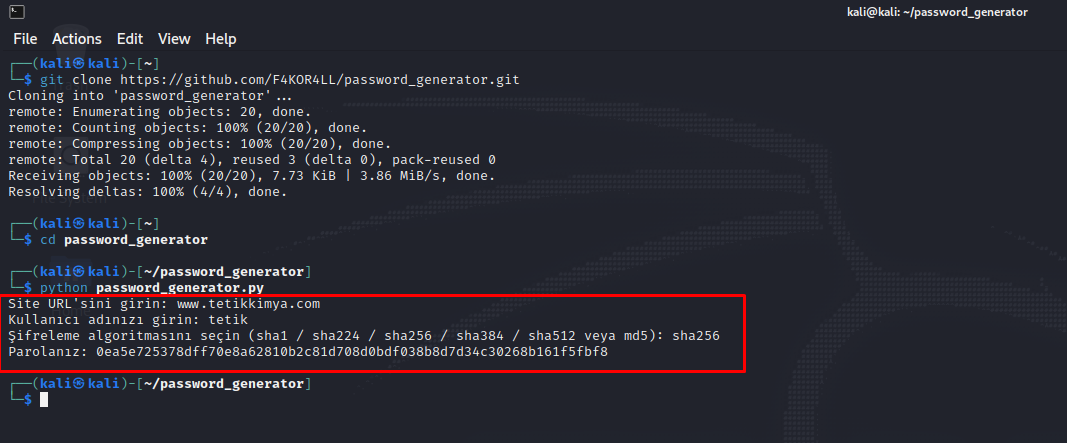 kali@kali: ~/password_generator
File Actions Edit View Help
┌──(kali㉿kali)-[~]
└─$ git clone https://github.com/F4KOR4LL/password_generator.git
Cloning into 'password_generator' ...
remote: Enumerating objects: 20, done.
remote: Counting objects: 100% (20/20), done.
remote: Compressing objects: 100% (20/20), done.
remote: Total 20 (delta 4), reused 3 (delta 0), pack-reused 0
Receiving objects: 100% (20/20), 7.73 KiB | 3.86 MiB/s, done.
Resolving deltas: 100% (4/4), done.
┌──(kali㉿kali)-[~]
└─$ cd password_generator
┌──(kali㉿kali)-[~/password_generator]
└─$ python password_generator.py
Site URL'sini girin: www.tetikkimya.com
Kullanıcı adınızı girin: tetik
Şifreleme algoritmasını seçin (sha1 / sha224 / sha256 / sha384 / sha512 veya md5): sha256
Parolanız: 0ea5e725378dff70e8a62810b2c81d708d0bdf038b8d7d34c30268b161f5fbf8
┌──(kali㉿kali)-[~/password_generator]
└─$